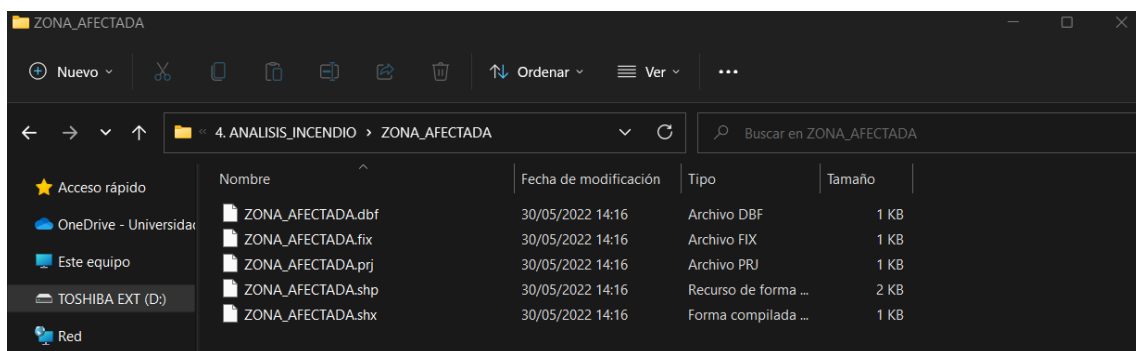 ZONA_AFECTADA
Nuevo
Ordenar
Ver
« 4. ANALISIS_INCENDIO > ZONA_AFECTADA
Buscar en ZONA_AFECTADA
Acceso rápido
OneDrive - Universidad
Este equipo
TOSHIBA EXT (D:)
Red
Nombre Fecha de modificación Tipo Tamaño
ZONA_AFECTADA.dbf 30/05/2022 14:16 Archivo DBF 1 KB
ZONA_AFECTADA.fix 30/05/2022 14:16 Archivo FIX 1 KB
ZONA_AFECTADA.prj 30/05/2022 14:16 Archivo PRJ 1 KB
ZONA_AFECTADA.shp 30/05/2022 14:16 Recurso de forma ... 2 KB
ZONA_AFECTADA.shx 30/05/2022 14:16 Forma compilada ... 1 KB